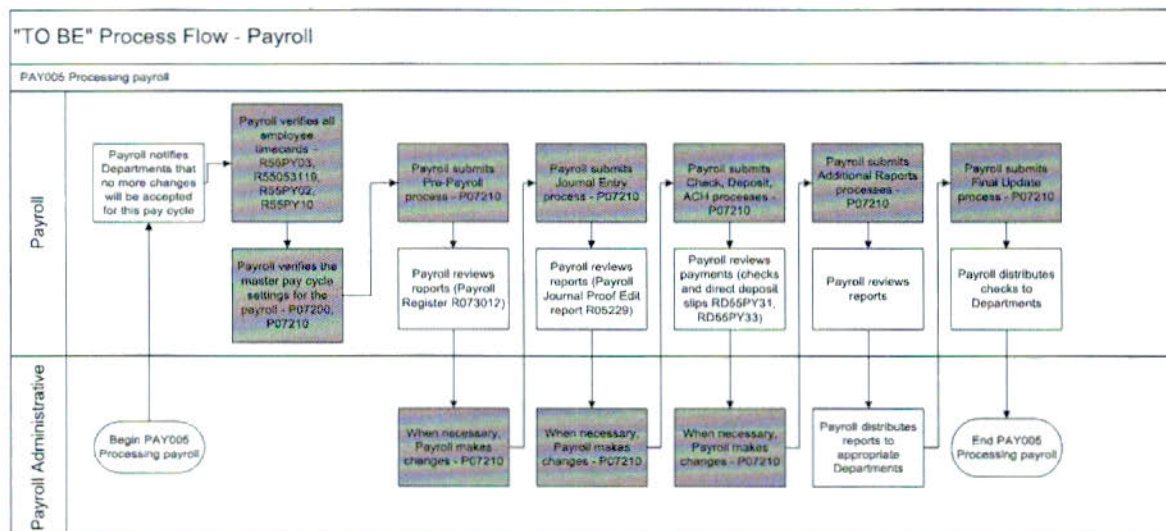 "TO BE" Process Flow - Payroll
PAY005 Processing payroll
Payroll
Payroll notifies
Departments that
no more changes
will be accepted
for this pay cycle
Payroll verifies all
employee
timecards -
R55PY03,
R55053119,
R55PY02,
R55PY10
Payroll verifies the
master pay cycle
settings for the
payroll - P07200,
P07210
Payroll submits
Pre-Payroll
process - P07210
Payroll reviews
reports (Payroll
Register R073012)
Payroll submits
Journal Entry
process - P07210
Payroll reviews
reports (Payroll
Journal Proof Edit
report R05229)
Payroll submits
Check, Deposit,
ACH processes -
P07210
Payroll reviews
payments (checks
and direct deposit
slips RD55PY31,
RD55PY33)
Payroll submits
Additional Reports
processes -
P07210
Payroll reviews
reports
Payroll submits
Final Update
process - P07210
Payroll distributes
checks to
Departments
Payroll Administrative
Begin PAY005
Processing payroll
When necessary,
Payroll makes
changes - P07210
When necessary,
Payroll makes
changes - P07210
When necessary,
Payroll makes
changes - P07210
Payroll distributes
reports to
appropriate
Departments
End PAY005
Processing payroll